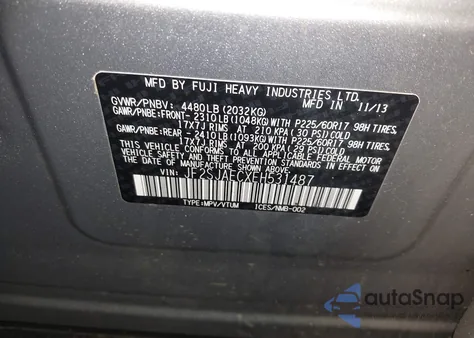 MFD BY FUJI HEAVY INDUSTRIES LTD.
MFD IN 11/13
GVWR/PNBV: 4480LB (2032KG)
GAWR/PNBE:FRONT- 2310LB (1048KG) WITH P225/60R17 98H TIRES,
17X7J RIMS AT 210 KPA (30 PSI) COLD
GAWR/PNBE:REAR- 2410LB (1093KG) WITH P225/60R17 98H TIRES,
17X7J RIMS AT 200 KPA (29 PSI) COLD
THIS VEHICLE CONFORMS TO ALL APPLICABLE
FEDERAL MOTOR VEHICLE SAFETY, BUMPER, AND THEFT
PREVENTION STANDARDS IN EFFECT ON THE
DATE OF MANUFACTURE SHOWN ABOVE.
VIN: JF2SJAECXEH531487
TYPE:MPV/VTUM ICES/NMB-002
autoSnap